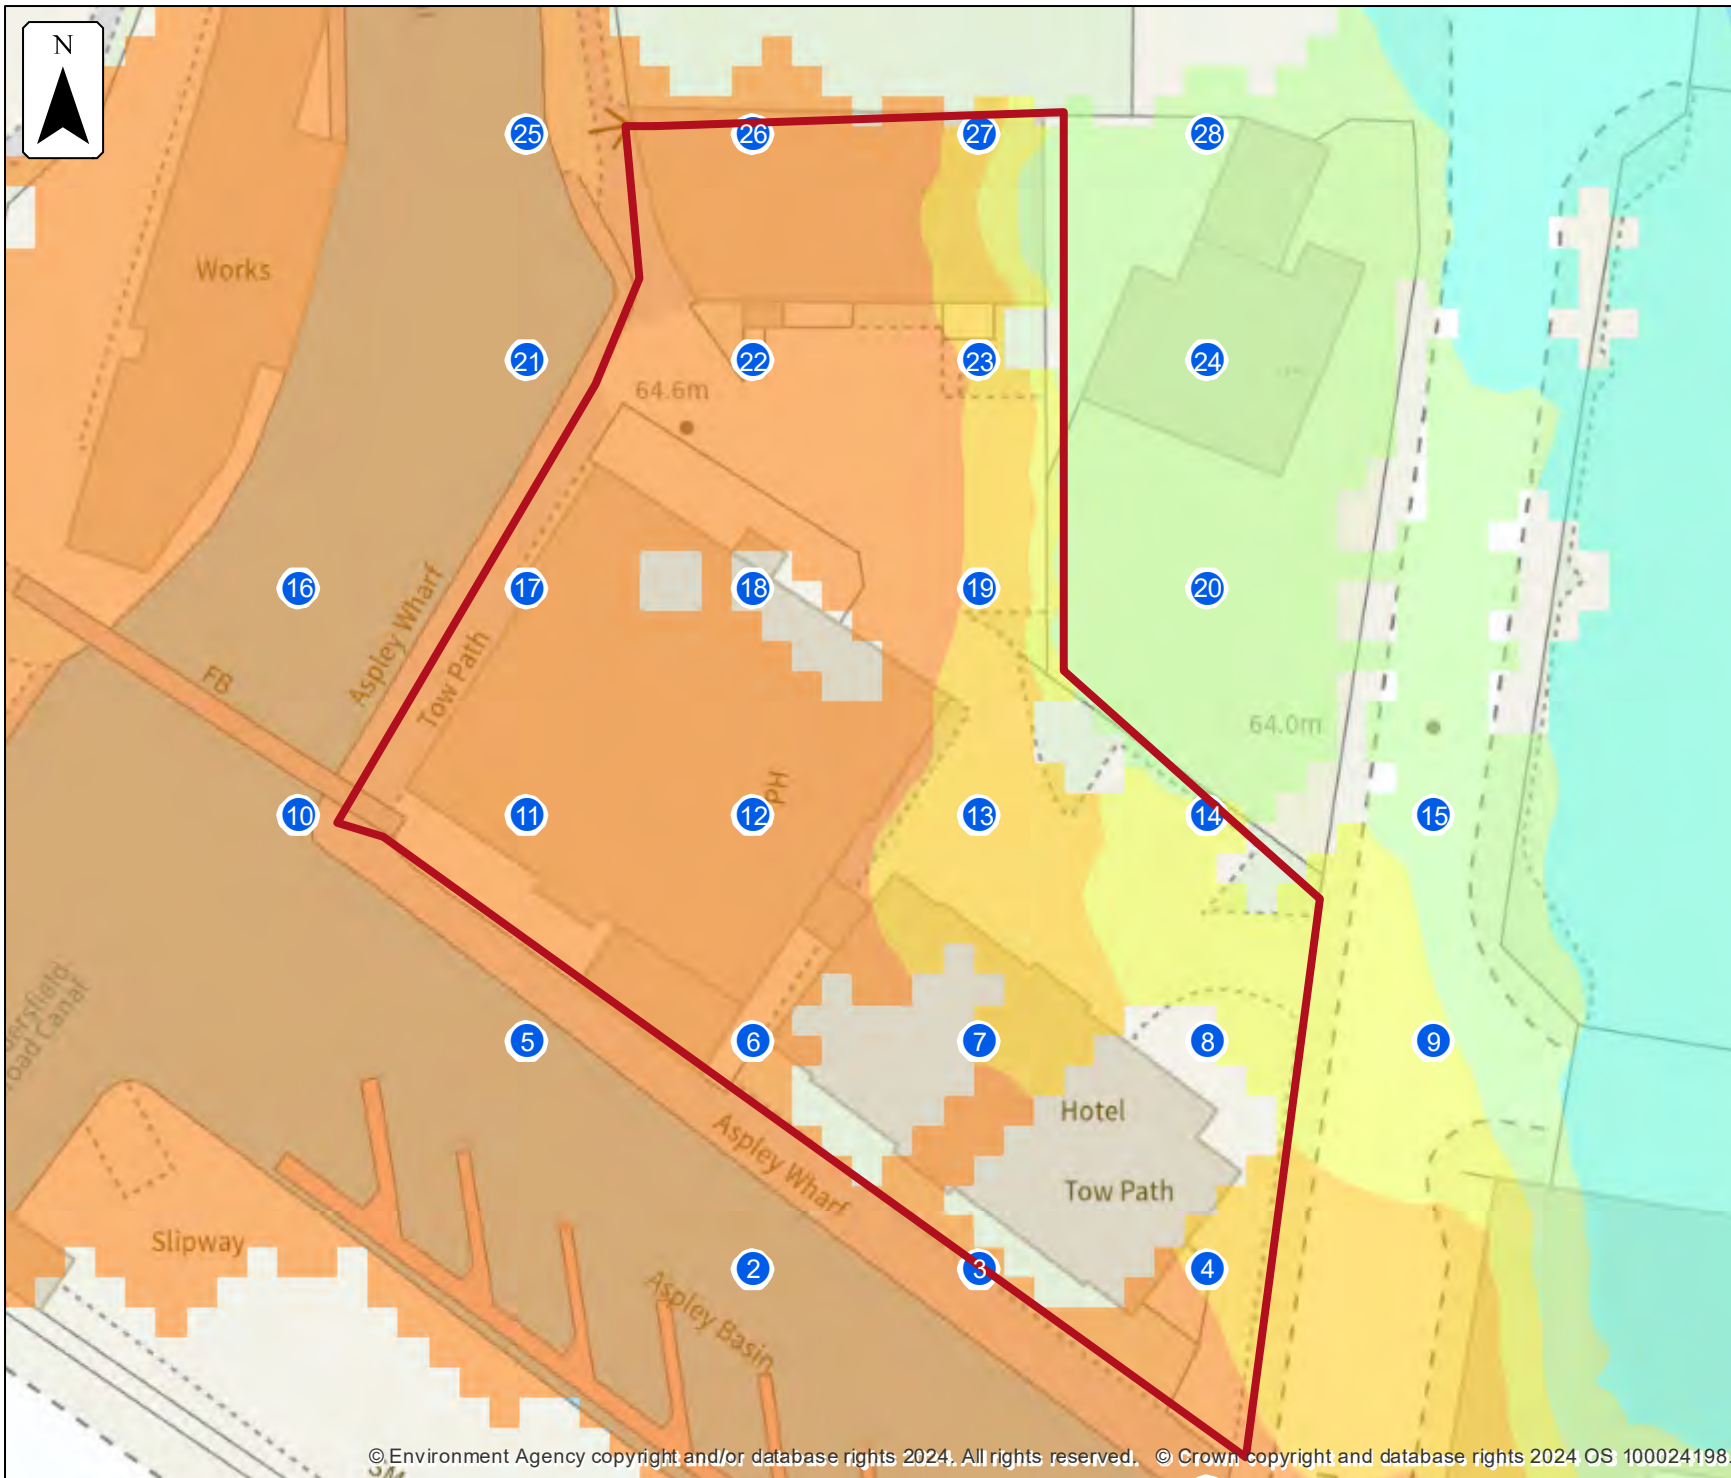 N
25
26
27
28
Works
21
22
23
24
64.6m
16
17
18
19
20
Aspley Wharf
Tow Path
FB
64.0m
10
11
12
PH
13
14
15
5
6
7
8
9
Hotel
Aspley Wharf
Tow Path
Slipway
2
3
4
Aspley Basin
© Environment Agency copyright and/or database rights 2024. All rights reserved. © Crown copyright and database rights 2024 OS 100024198